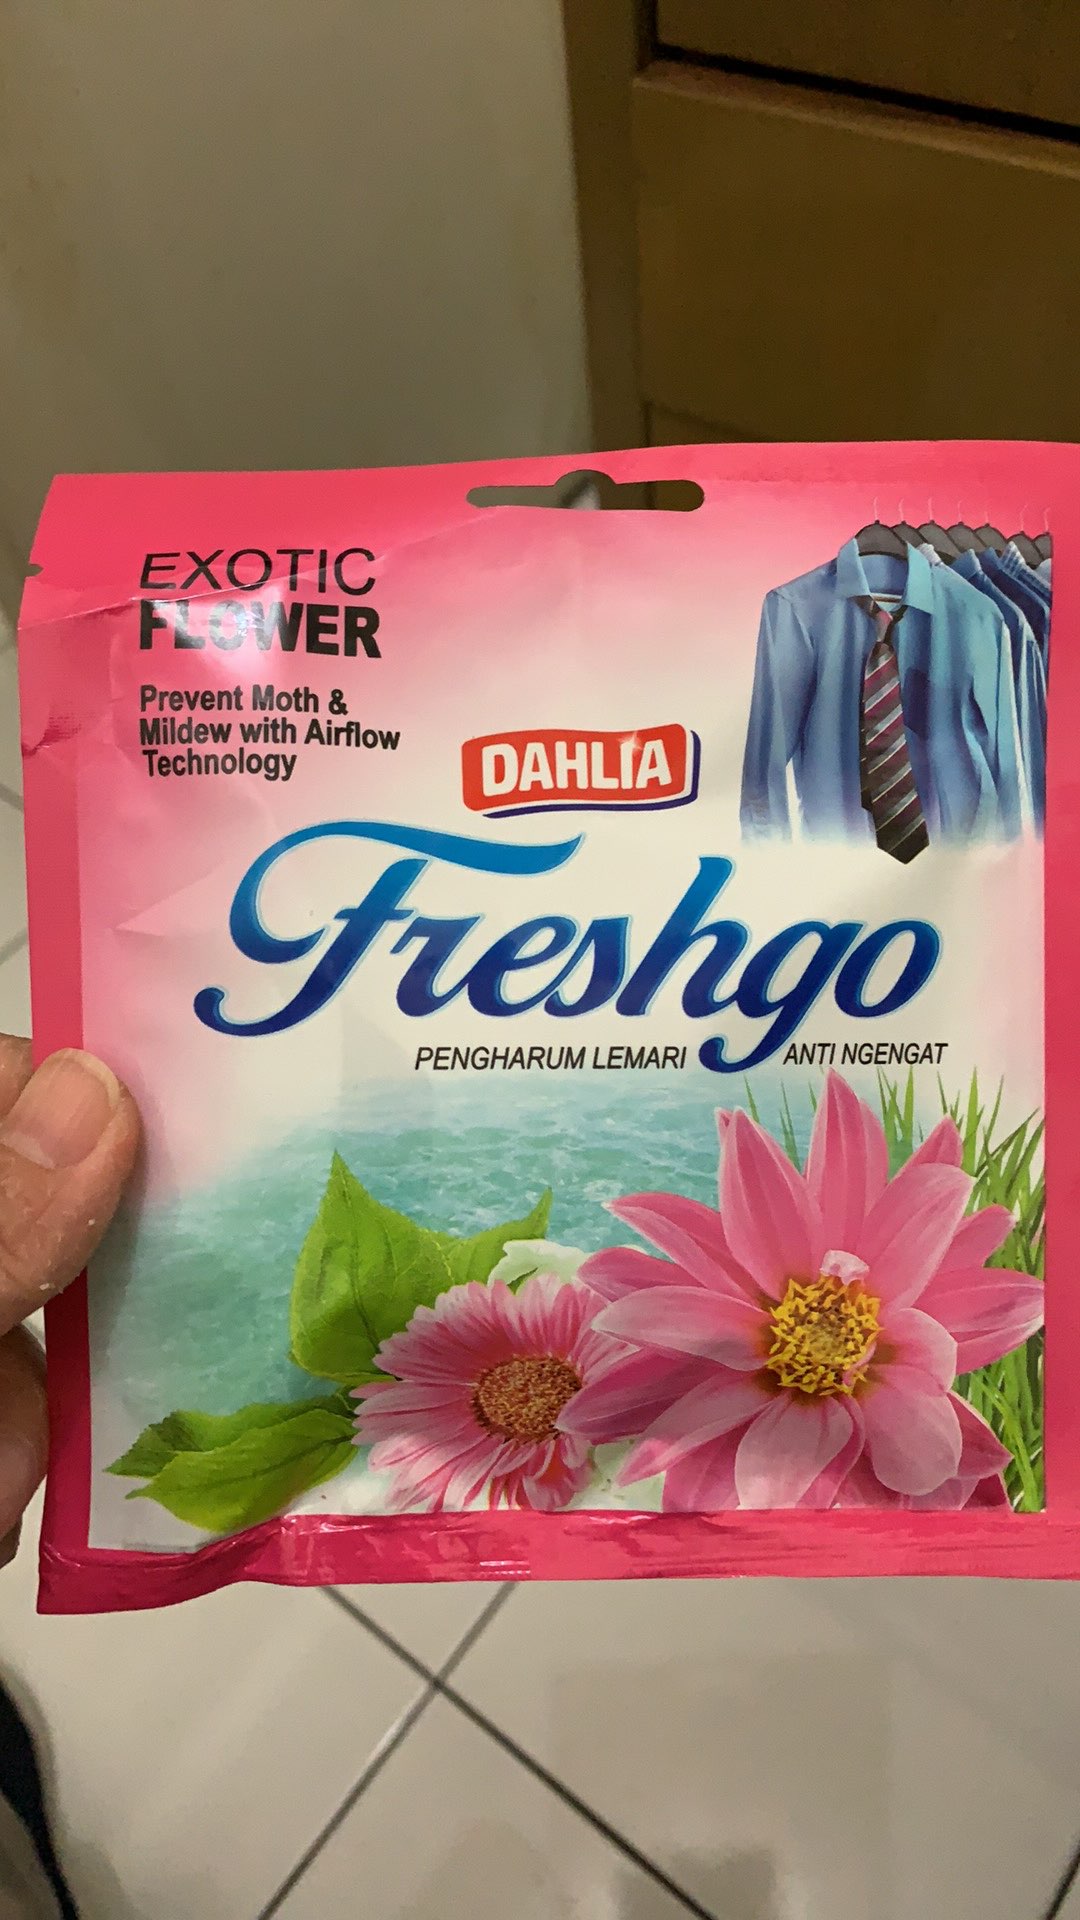 EXOTIC
FLOWER
Prevent Moth &
Mildew with Airflow
Technology
DAHLIA
Freshgo
PENGHARUM LEMARI ANTI NGENGAT